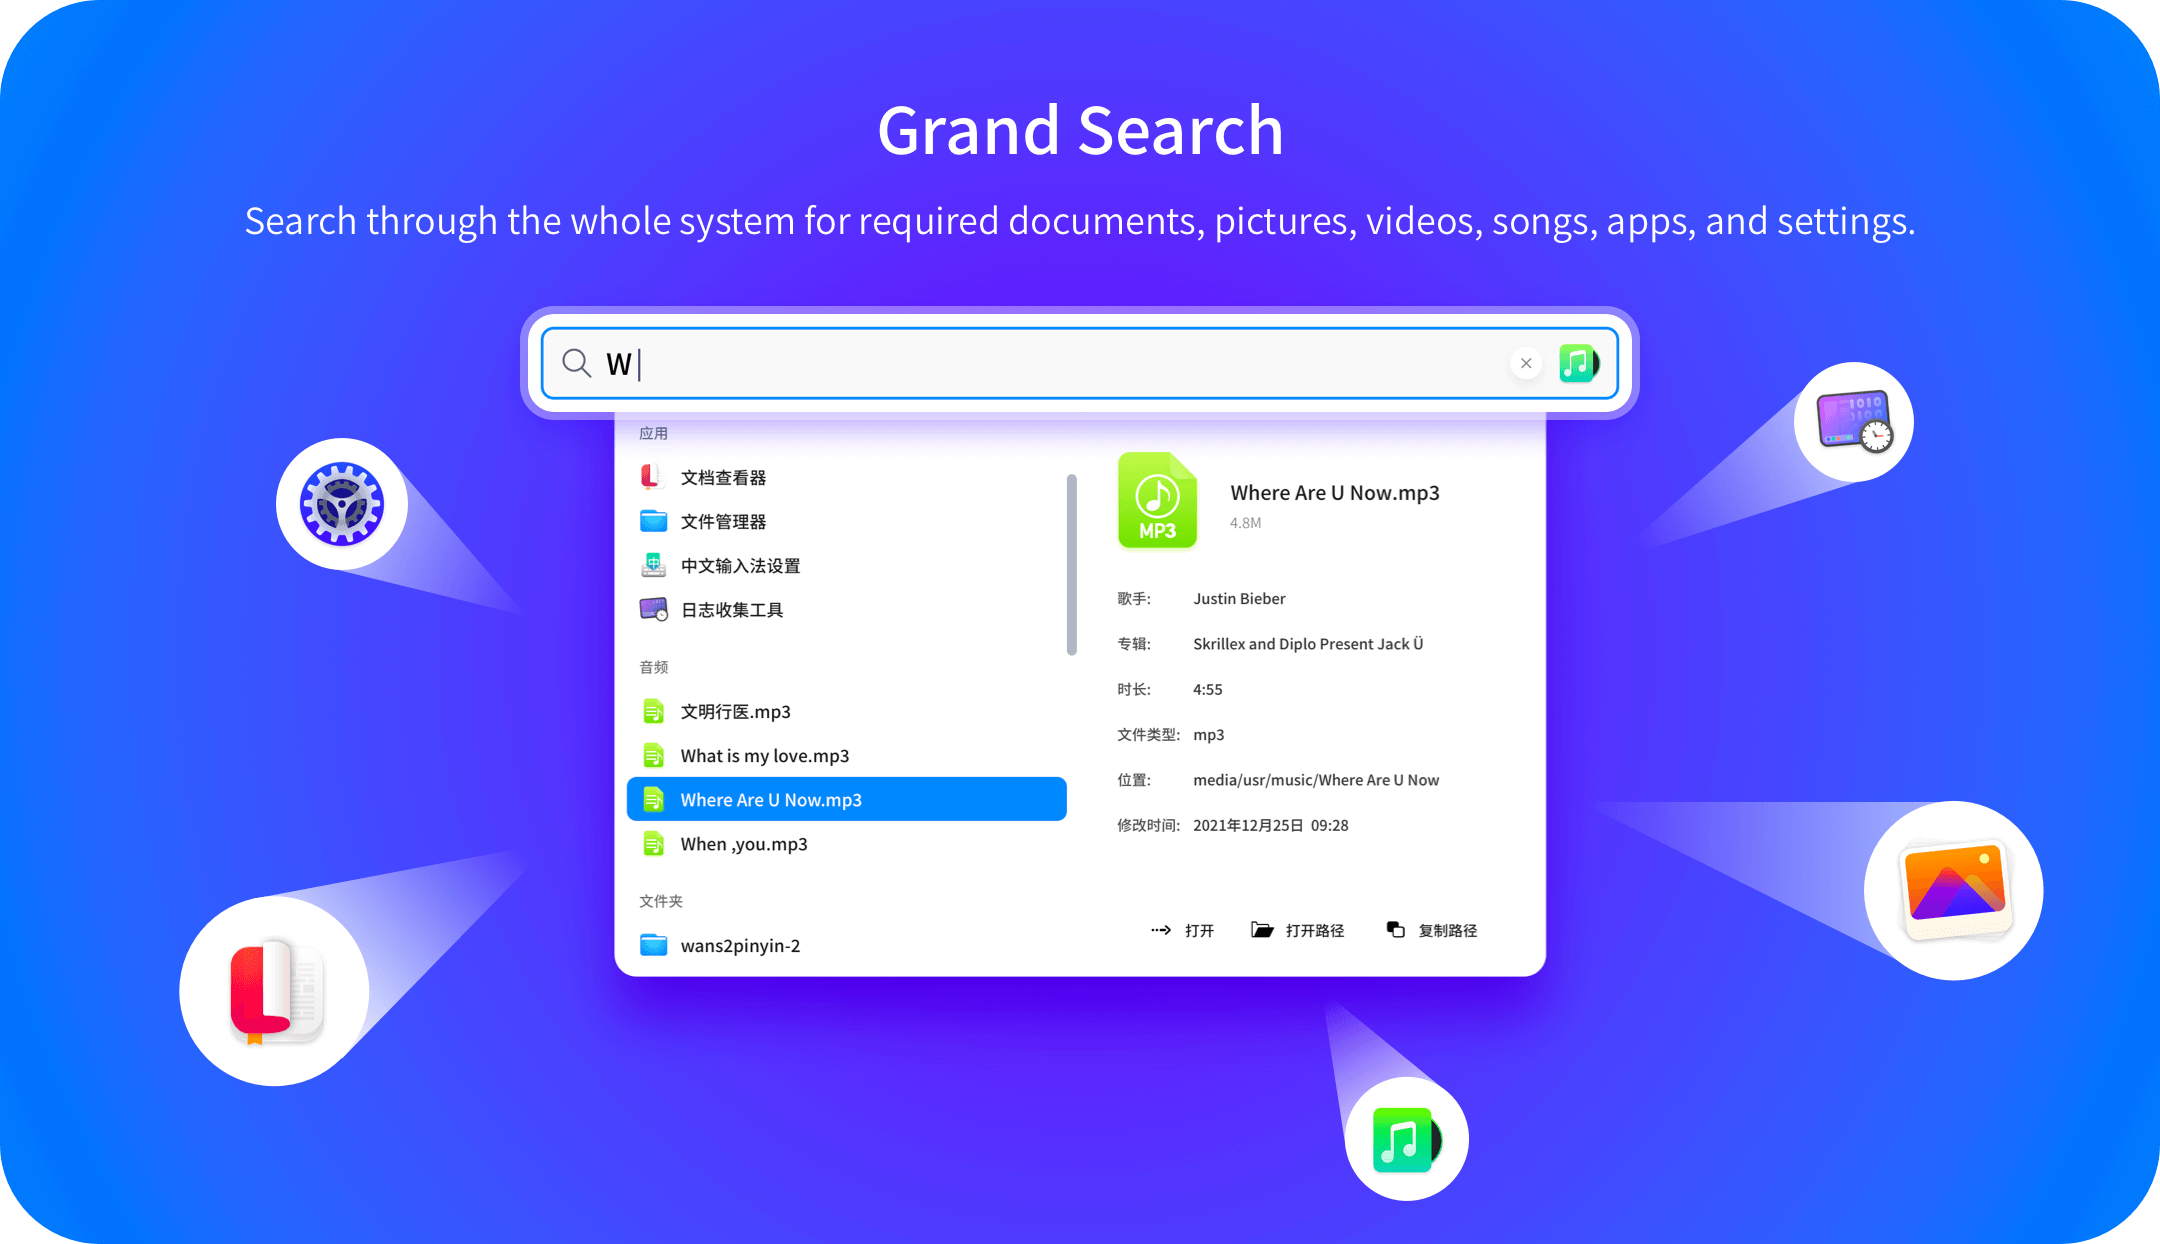 Grand Search
Search through the whole system for required documents, pictures, videos, songs, apps, and settings.
W
应用
文档查看器
文件管理器
中文输入法设置
日志收集工具
音频
文明行医.mp3
What is my love.mp3
Where Are U Now.mp3
When ,you.mp3
文件夹
wans2pinyin-2
MP3
Where Are U Now.mp3
4.8M
歌手: Justin Bieber
专辑: Skrillex and Diplo Present Jack Ü
时长: 4:55
文件类型: mp3
位置: media/usr/music/Where Are U Now
修改时间: 2021年12月25日 09:28
打开 打开路径 复制路径